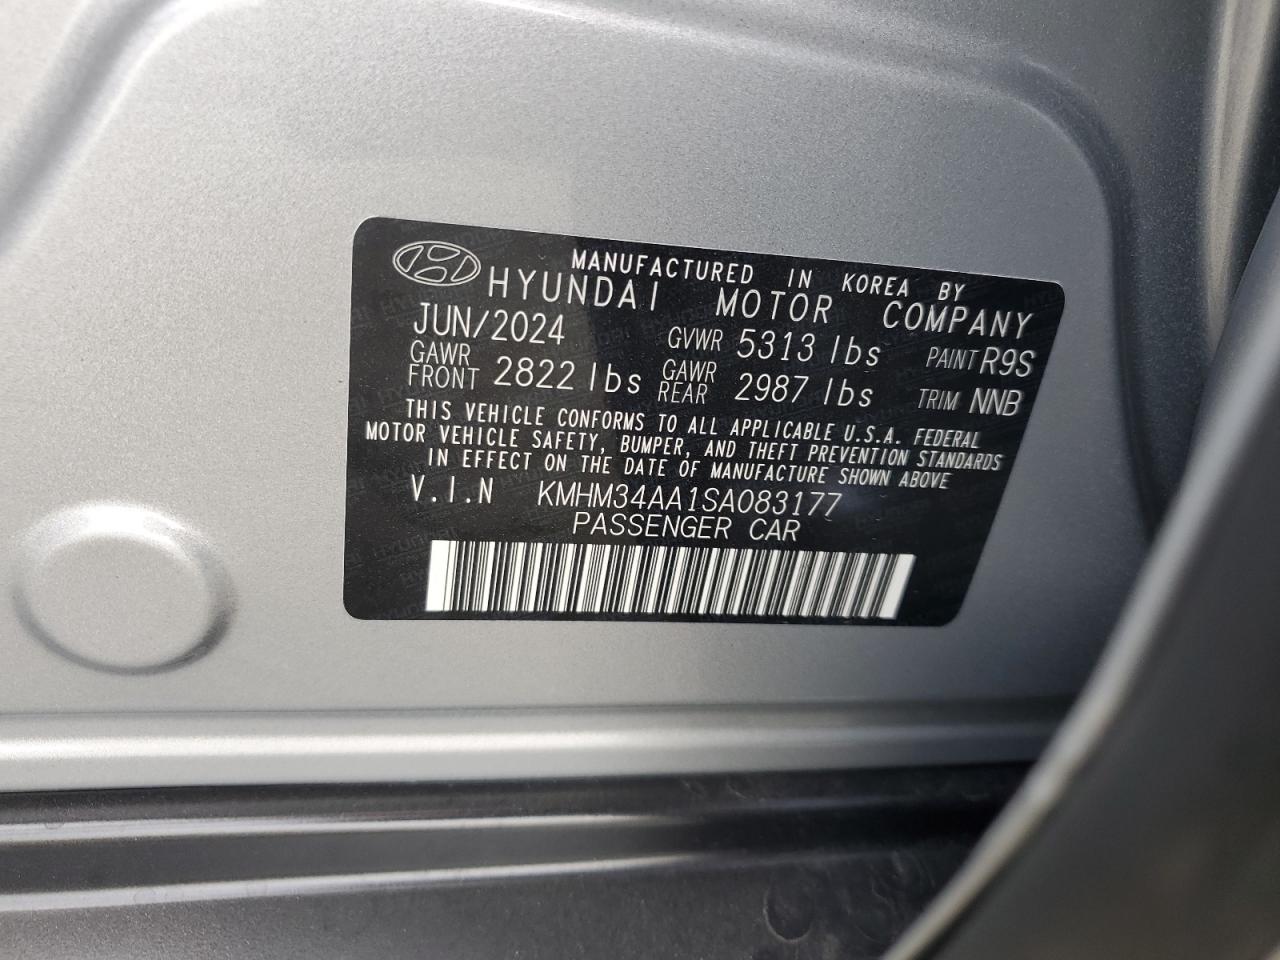 MANUFACTURED IN KOREA BY
HYUNDAI MOTOR COMPANY
JUN/2024 GVWR 5313 lbs PAINT R9S
GAWR FRONT 2822 lbs GAWR REAR 2987 lbs TRIM NNB
THIS VEHICLE CONFORMS TO ALL APPLICABLE U.S.A. FEDERAL
MOTOR VEHICLE SAFETY, BUMPER, AND THEFT PREVENTION STANDARDS
IN EFFECT ON THE DATE OF MANUFACTURE SHOWN ABOVE
V.I.N KMHM34AA1SA083177
PASSENGER CAR